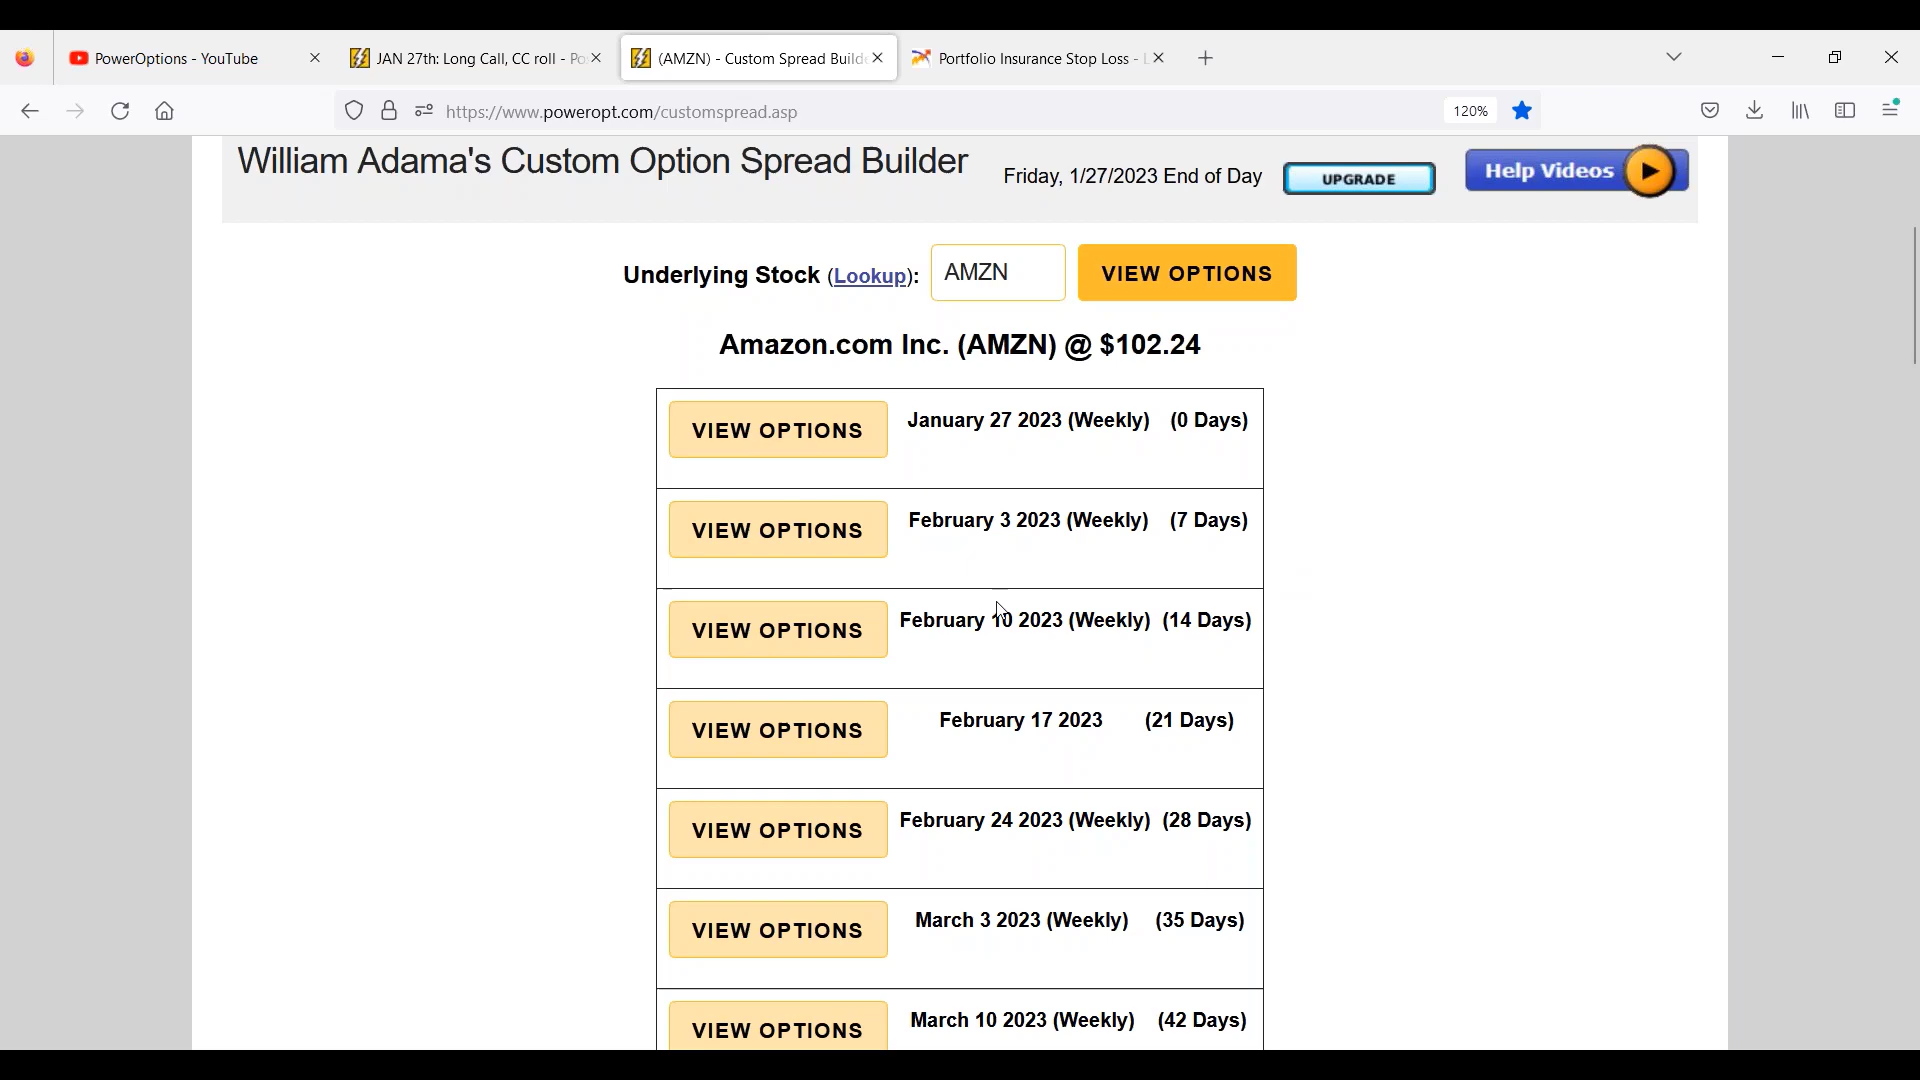 PowerOptions - YouTube
JAN 27th: Long Call, CC roll - Po
(AMZN) - Custom Spread Builde
Portfolio Insurance Stop Loss -
https://www.poweropt.com/customspread.asp
120%
William Adama's Custom Option Spread Builder
Friday, 1/27/2023 End of Day
UPGRADE
Help Videos
Underlying Stock (Lookup): AMZN VIEW OPTIONS
Amazon.com Inc. (AMZN) @ $102.24
VIEW OPTIONS January 27 2023 (Weekly) (0 Days)
VIEW OPTIONS February 3 2023 (Weekly) (7 Days)
VIEW OPTIONS February 10 2023 (Weekly) (14 Days)
VIEW OPTIONS February 17 2023 (21 Days)
VIEW OPTIONS February 24 2023 (Weekly) (28 Days)
VIEW OPTIONS March 3 2023 (Weekly) (35 Days)
VIEW OPTIONS March 10 2023 (Weekly) (42 Days)